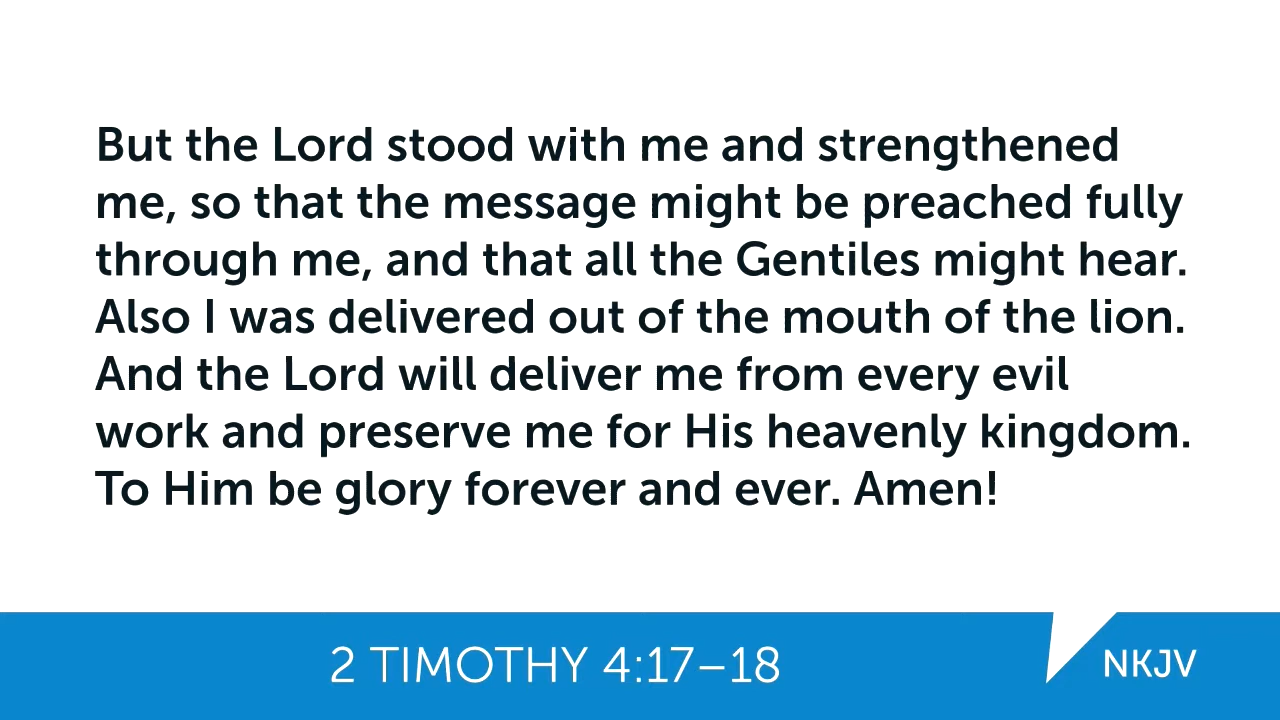 But the Lord stood with me and strengthened
me, so that the message might be preached fully
through me, and that all the Gentiles might hear.
Also I was delivered out of the mouth of the lion.
And the Lord will deliver me from every evil
work and preserve me for His heavenly kingdom.
To Him be glory forever and ever. Amen!
2 TIMOTHY 4:17–18
NKJV